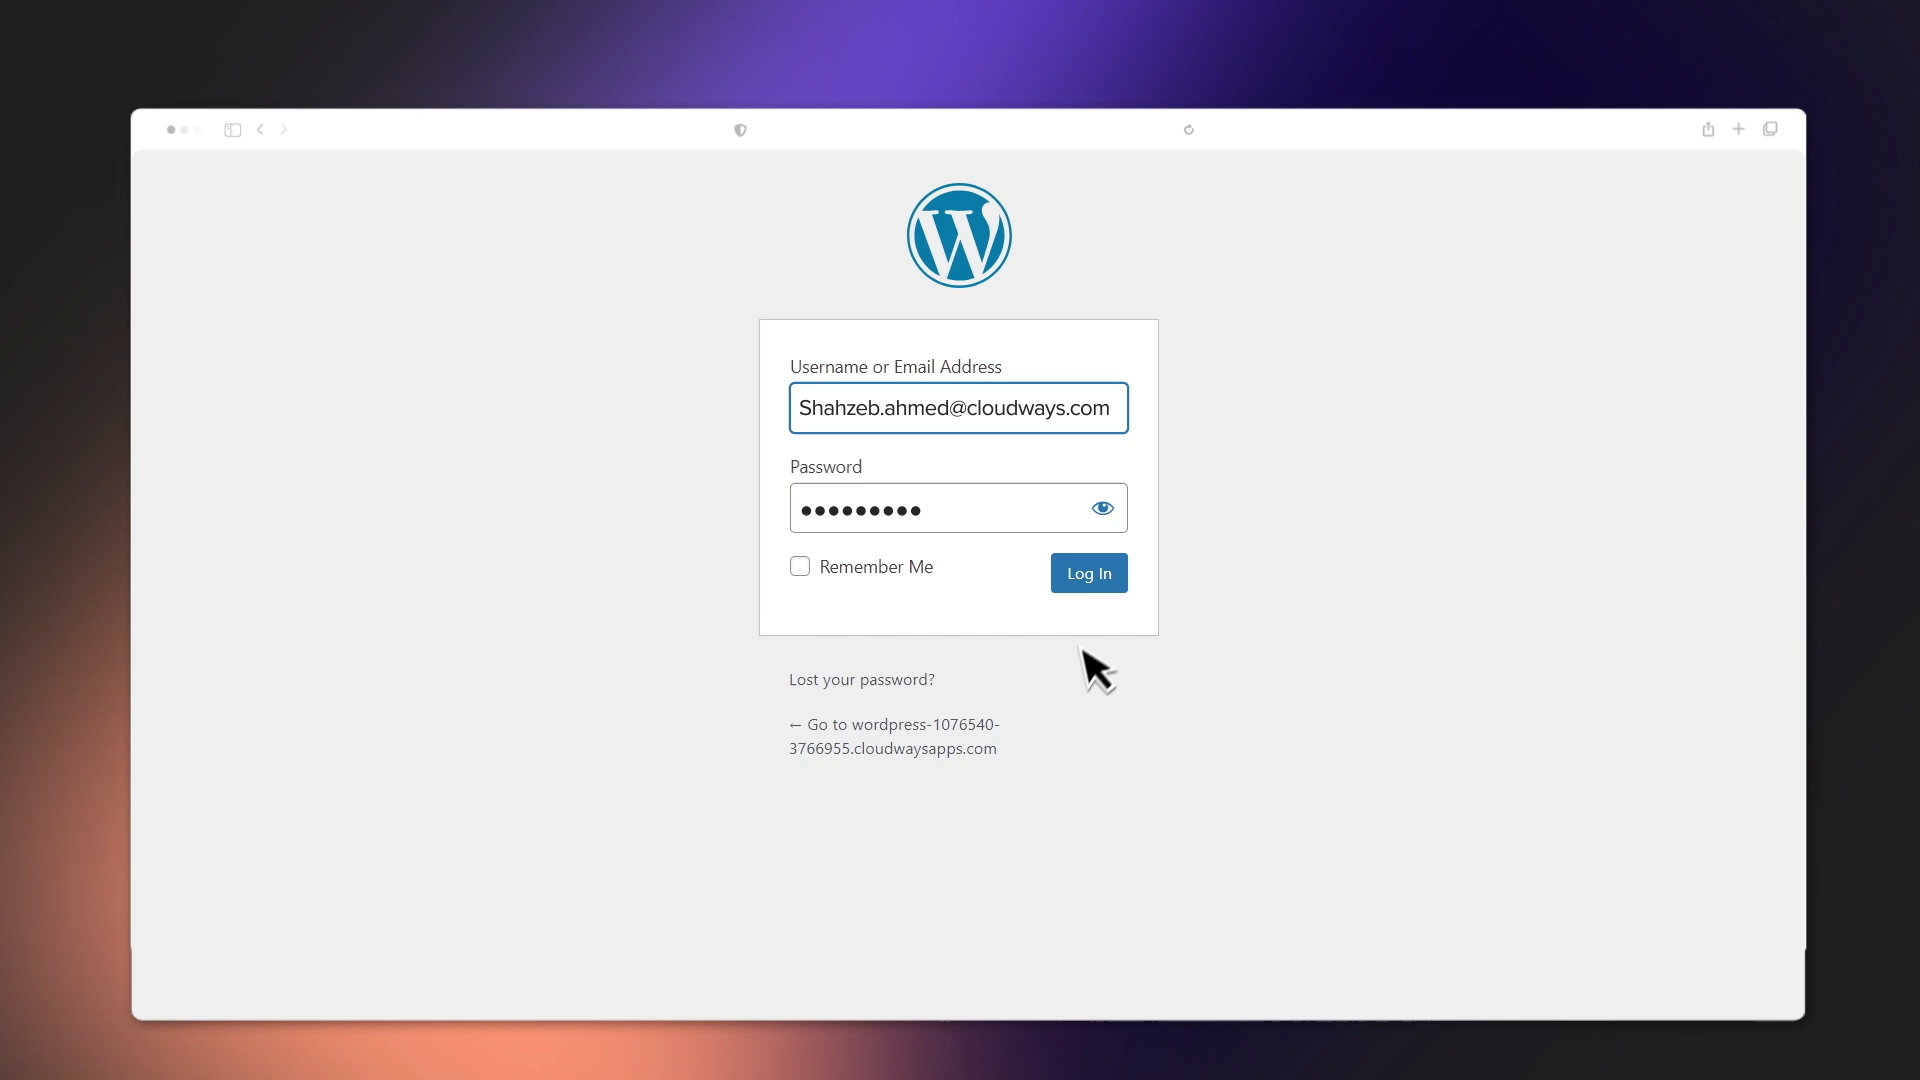 Username or Email Address
Shahzeb.ahmed@cloudways.com
Password
Remember Me
Log In
Lost your password?
← Go to wordpress-1076540-
3766955.cloudwaysapps.com